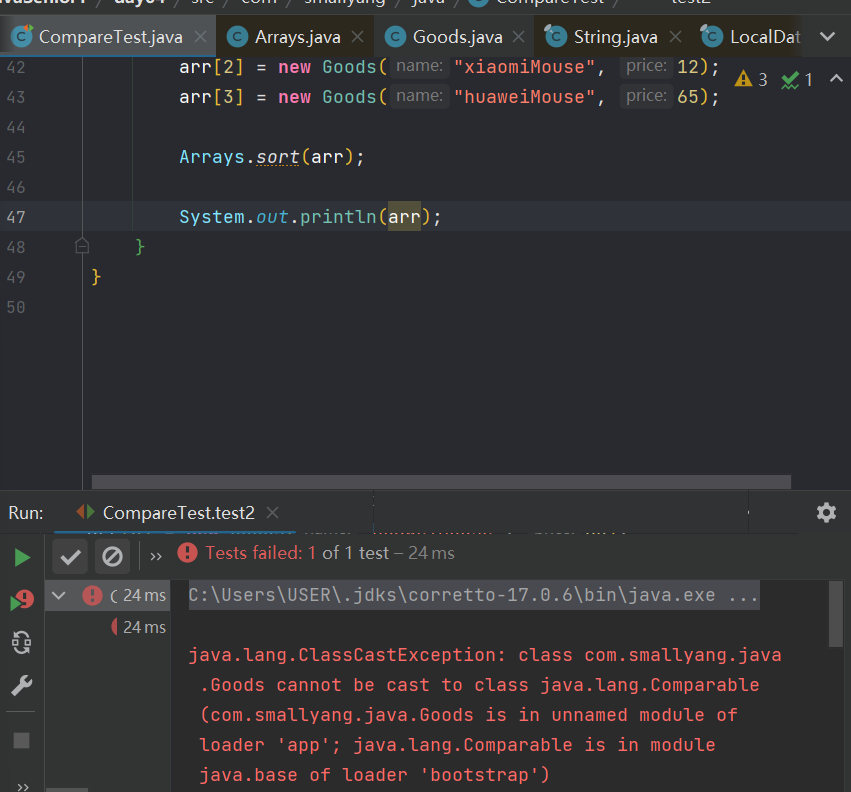 CompareTest.java Arrays.java Goods.java String.java LocalDat
42 arr[2] = new Goods( name: "xiaomiMouse", price: 12); 3 1
43 arr[3] = new Goods( name: "huaweiMouse", price: 65);
44
45 Arrays.sort(arr);
46
47 System.out.println(arr);
48 }
49 }
50
Run: CompareTest.test2
>> Tests failed: 1 of 1 test – 24 ms
24 ms C:\Users\USER\.jdks\corretto-17.0.6\bin\java.exe ...
24 ms
java.lang.ClassCastException: class com.smallyang.java
.Goods cannot be cast to class java.lang.Comparable
(com.smallyang.java.Goods is in unnamed module of
loader 'app'; java.lang.Comparable is in module
java.base of loader 'bootstrap')